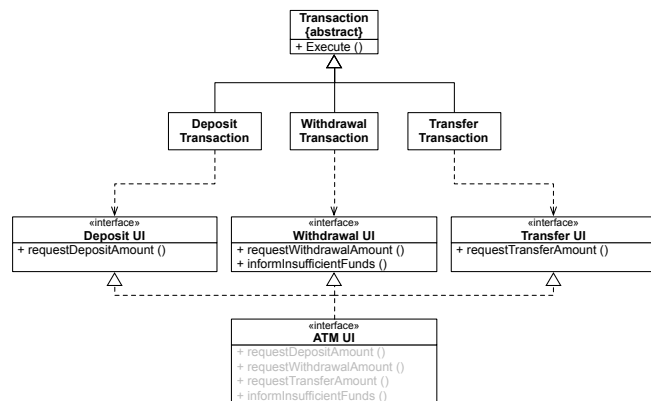 Transaction
{abstract}
+ Execute ()
Deposit
Transaction
Withdrawal
Transaction
Transfer
Transaction
«interface»
Deposit UI
+ requestDepositAmount ()
«interface»
Withdrawal UI
+ requestWithdrawalAmount ()
+ informInsufficientFunds ()
«interface»
Transfer UI
+ requestTransferAmount ()
«interface»
ATM UI
+ requestDepositAmount ()
+ requestWithdrawalAmount ()
+ requestTransferAmount ()
+ informInsufficientFunds ()